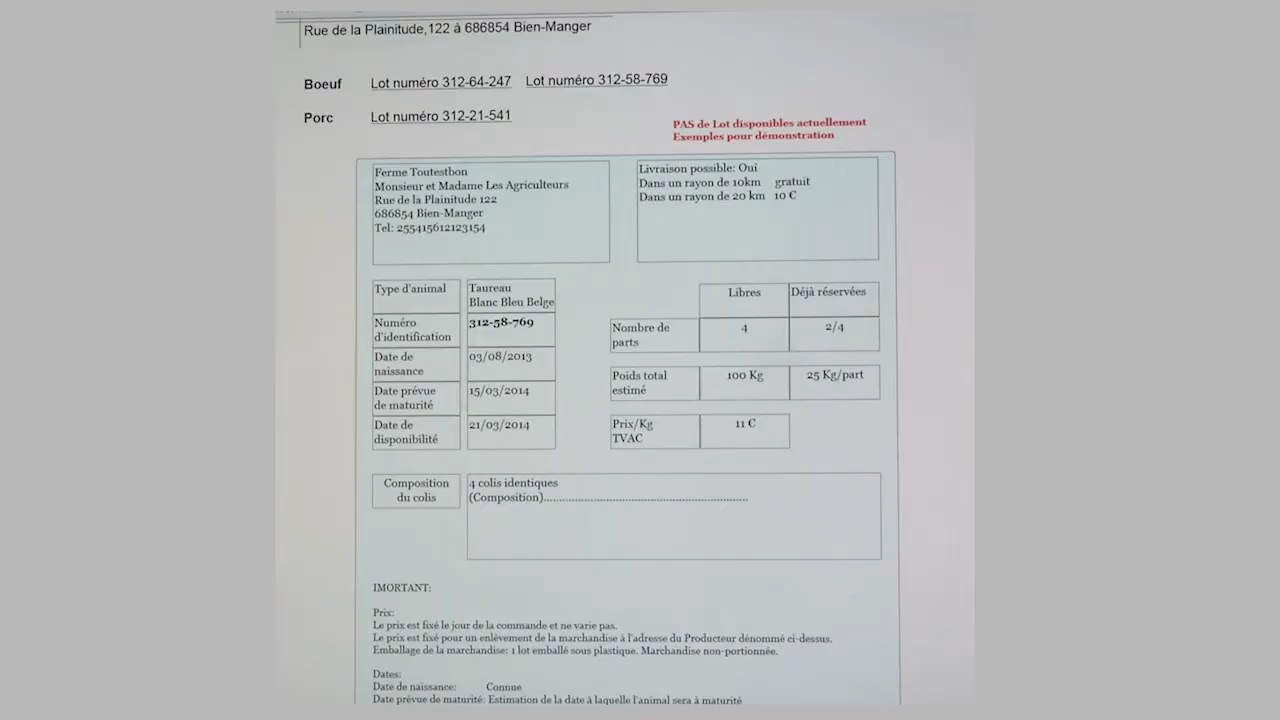 Rue de la Plainitude,122 à 686854 Bien-Manger
Boeuf Lot numéro 312-64-247 Lot numéro 312-58-769
Porc Lot numéro 312-21-541
PAS de Lot disponibles actuellement
Exemples pour démonstration
Ferme Toutestbon
Monsieur et Madame Les Agriculteurs
Rue de la Plainitude 122
686854 Bien-Manger
Tel: 255415612123154
Livraison possible: Oui
Dans un rayon de 10km gratuit
Dans un rayon de 20 km 10 €
Type d'animal
Taureau
Blanc Bleu Belge
Numéro
d'identification
312-58-769
Date de
naissance
03/08/2013
Date prévue
de maturité
15/03/2014
Date de
disponibilité
21/03/2014
Libres Déjà réservées
Nombre de
parts
4 2/4
Poids total
estimé
100 Kg 25 Kg/part
Prix/Kg
TVAC
11 €
Composition
du colis
4 colis identiques
(Composition)......................................................................
IMORTANT:
Prix:
Le prix est fixé le jour de la commande et ne varie pas.
Le prix est fixé pour un enlèvement de la marchandise à l'adresse du Producteur dénommé ci-dessus.
Emballage de la marchandise: 1 lot emballé sous plastique. Marchandise non-portionnée.
Dates:
Date de naissance: Connue
Date prévue de maturité: Estimation de la date à laquelle l'animal sera à maturité